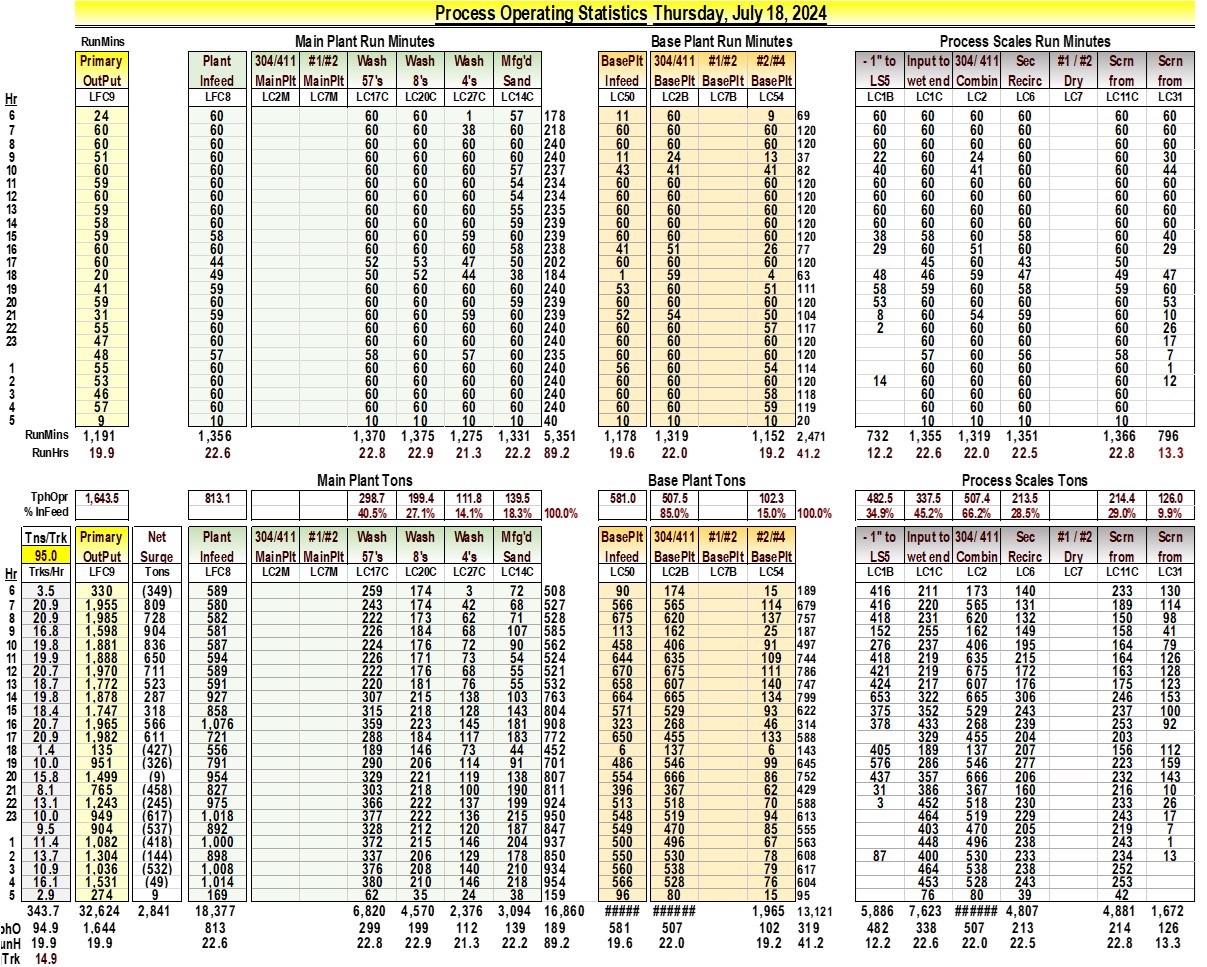 Process Operating Statistics Thursday, July 18, 2024
RunMins Main Plant Run Minutes Base Plant Run Minutes Process Scales Run Minutes
Primary Plant 304/411 #1/#2 Wash Wash Wash Mfg'd BasePlt 304/411 #1/#2 #2/#4 - 1" to Input to 304/ 411 Sec #1 / #2 Scrn Scrn
OutPut Infeed MainPlt MainPlt 57's 8's 4's Sand Infeed BasePlt BasePlt BasePlt LS5 wet end Combin Recirc Dry from from
Hr LFC9 LFC8 LC2M LC7M LC17C LC20C LC27C LC14C LC50 LC2B LC7B LC54 LC1B LC1C LC2 LC6 LC7 LC11C LC31
6 24 60 60 60 1 57 178 11 60 9 69 60 60 60 60 60 60
7 60 60 60 60 38 60 218 60 60 60 120 60 60 60 60 60 60
8 60 60 60 60 60 60 240 60 60 60 120 60 60 60 60 60 60
9 51 60 60 60 60 60 240 11 24 13 37 22 60 24 60 60 30
10 60 60 60 60 60 57 237 43 41 41 82 40 60 41 60 60 44
11 59 60 60 60 60 54 234 60 60 60 120 60 60 60 60 60 60
12 60 60 60 60 60 54 234 60 60 60 120 60 60 60 60 60 60
13 59 60 60 60 60 55 235 60 60 60 120 60 60 60 60 60 60
14 58 60 60 60 60 59 239 60 60 60 120 60 60 60 60 60 60
15 59 58 60 60 59 60 239 60 60 60 120 38 58 60 58 60 40
16 60 60 60 60 60 58 238 41 51 26 77 29 60 51 60 60 29
17 60 44 52 53 47 50 202 60 60 60 120 45 60 43 50
18 20 49 50 52 44 38 184 1 59 4 63 48 46 59 47 49 47
19 41 59 60 60 60 60 240 53 60 51 111 58 59 60 58 59 60
20 59 60 60 60 60 59 239 60 60 60 120 53 60 60 60 60 53
21 31 59 60 60 59 60 239 52 54 50 104 8 60 54 59 60 10
22 55 60 60 60 60 60 240 60 60 57 117 2 60 60 60 60 26
23 47 60 60 60 60 60 240 60 60 60 120 60 60 60 60 17
48 57 58 60 57 60 235 60 60 60 120 57 60 56 58 7
1 55 60 60 60 60 60 240 56 60 54 114 60 60 60 60 1
2 53 60 60 60 60 60 240 60 60 60 120 14 60 60 60 60 12
3 46 60 60 60 60 60 240 60 60 58 118 60 60 60 60
4 57 60 60 60 60 60 240 60 60 59 119 60 60 60 60
5 9 10 10 10 10 10 40 10 10 10 20 10 10 10 10
RunMins 1,191 1,356 1,370 1,375 1,275 1,331 5,351 1,178 1,319 1,152 2,471 732 1,355 1,319 1,351 1,366 796
RunHrs 19.9 22.6 22.8 22.9 21.3 22.2 89.2 19.6 22.0 19.2 41.2 12.2 22.6 22.0 22.5 22.8 13.3
Main Plant Tons Base Plant Tons Process Scales Tons
TphOpr 1,643.5 813.1 298.7 199.4 111.8 139.5 581.0 507.5 102.3 482.5 337.5 507.4 213.5 214.4 126.0
% InFeed 40.5% 27.1% 14.1% 18.3% 100.0% 85.0% 15.0% 100.0% 34.9% 45.2% 66.2% 28.5% 29.0% 9.9%
Tns/Trk Primary Net Plant 304/411 #1/#2 Wash Wash Wash Mfg'd BasePlt 304/411 #1/#2 #2/#4 - 1" to Input to 304/ 411 Sec #1 / #2 Scrn Scrn
95.0 OutPut Surge Infeed MainPlt MainPlt 57's 8's 4's Sand Infeed BasePlt BasePlt BasePlt LS5 wet end Combin Recirc Dry from from
Hr Trks/Hr LFC9 Tons LFC8 LC2M LC7M LC17C LC20C LC27C LC14C LC50 LC2B LC7B LC54 LC1B LC1C LC2 LC6 LC7 LC11C LC31
6 3.5 330 (349) 589 259 174 3 72 508 90 174 15 189 416 211 173 140 233 130
7 20.9 1,955 809 580 243 174 42 68 527 566 565 114 679 416 220 565 131 189 114
8 20.9 1,985 728 582 222 173 62 71 528 675 620 137 757 418 231 620 132 150 98
9 16.8 1,598 904 581 226 184 68 107 585 113 162 25 187 152 255 162 149 158 41
10 19.8 1,881 836 587 224 176 72 90 562 458 406 91 497 276 237 406 195 164 79
11 19.9 1,888 650 594 226 171 73 54 524 644 635 109 744 418 219 635 215 164 126
12 20.7 1,970 711 589 222 176 68 55 521 670 675 111 786 421 219 675 172 163 128
13 18.7 1,772 523 591 220 181 76 55 532 658 607 140 747 424 217 607 176 175 123
14 19.8 1,878 287 927 307 215 138 103 763 664 665 134 799 653 322 665 306 246 153
15 18.4 1,747 318 858 315 218 128 143 804 571 529 93 622 375 352 529 243 237 100
16 20.7 1,965 566 1,076 359 223 145 181 908 323 268 46 314 378 433 268 239 253 92
17 20.9 1,982 611 721 288 184 117 183 772 650 455 133 588 329 455 204 203
18 1.4 135 (427) 556 189 146 73 44 452 6 137 6 143 405 189 137 207 156 112
19 10.0 951 (326) 791 290 206 114 91 701 486 546 99 645 576 286 546 277 223 159
20 15.8 1,499 (9) 954 329 221 119 138 807 554 666 86 752 437 357 666 206 232 143
21 8.1 765 (458) 827 303 218 100 190 811 396 367 62 429 31 386 367 160 216 10
22 13.1 1,243 (245) 975 366 222 137 199 924 513 518 70 588 3 452 518 230 233 26
23 10.0 949 (617) 1,018 377 222 136 215 950 548 519 94 613 464 519 229 243 17
9.5 904 (537) 892 328 212 120 187 847 549 470 85 555 403 470 205 219 7
1 11.4 1,082 (418) 1,000 372 215 146 204 937 500 496 67 563 448 496 238 243 1
2 13.7 1,304 (144) 898 337 206 129 178 850 550 530 78 608 87 400 530 233 234 13
3 10.9 1,036 (532) 1,008 376 208 140 210 934 560 538 79 617 464 538 238 252
4 16.1 1,531 (49) 1,014 380 210 146 218 954 566 528 76 604 453 528 243 253
5 2.9 274 9 169 62 35 24 38 159 96 80 15 95 76 80 39 42
343.7 32,624 2,841 18,377 6,820 4,570 2,376 3,094 16,860 ##### ###### 1,965 13,121 5,886 7,623 ###### 4,807 4,881 1,672
phO 94.9 1,644 813 299 199 112 139 189 581 507 102 319 482 338 507 213 214 126
unH 19.9 19.9 22.6 22.8 22.9 21.3 22.2 89.2 19.6 22.0 19.2 41.2 12.2 22.6 22.0 22.5 22.8 13.3
Trk 14.9